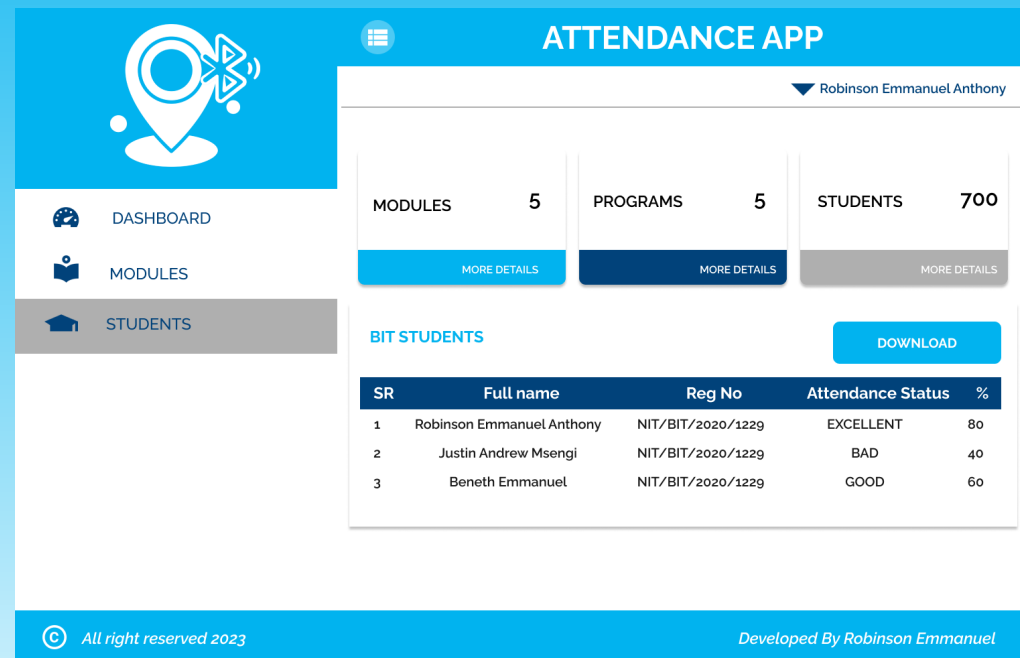 ATTENDANCE APP
Robinson Emmanuel Anthony
DASHBOARD
MODULES
STUDENTS
MODULES 5
MORE DETAILS
PROGRAMS 5
MORE DETAILS
STUDENTS 700
MORE DETAILS
BIT STUDENTS
DOWNLOAD
SR Full name Reg No Attendance Status %
1 Robinson Emmanuel Anthony NIT/BIT/2020/1229 EXCELLENT 80
2 Justin Andrew Msengi NIT/BIT/2020/1229 BAD 40
3 Beneth Emmanuel NIT/BIT/2020/1229 GOOD 60
© All right reserved 2023
Developed By Robinson Emmanuel